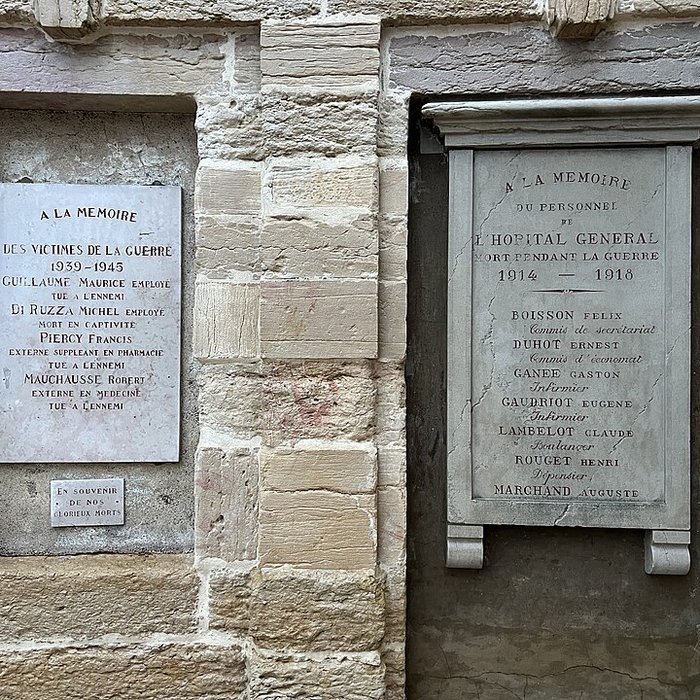 A LA MEMOIRE
DES VICTIMES DE LA GUERRE
1939-1945
GUILLAUME MAURICE EMPLOYÉ
TUÉ A L'ENNEMI
DI RUZZA MICHEL EMPLOYÉ
MORT EN CAPTIVITÉ
PIERCY FRANCIS
EXTERNE SUPPLEANT EN PHARMACIE
TUÉ A L'ENNEMI
MAUCHAUSSÉ ROBERT
EXTERNE EN MEDECINE
TUÉ A L'ENNEMI
EN SOUVENIR
DE NOS
GLORIEUX MORTS
A LA MEMOIRE
DU PERSONNEL
DE
L'HOPITAL GENERAL
MORT PENDANT LA GUERRE
1914 — 1918
BOISSON FELIX
Commis de secrétariat
DUHOT ERNEST
Commis d'économat
GANEE GASTON
Infirmier
GAUDRIOT EUGENE
Infirmier
LAMBELOT CLAUDE
Boulanger
ROUGET HENRI
Dépensier
MARCHAND AUGUSTE